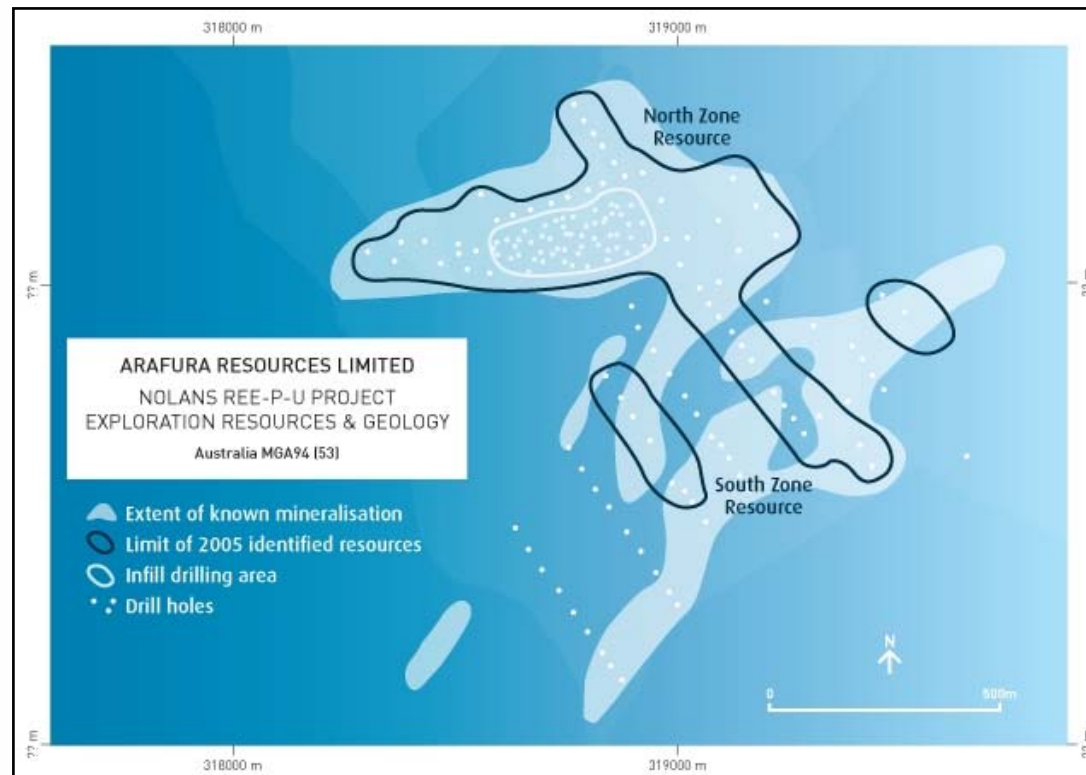 318000 m
319000 m
North Zone
Resource
?? m
?? m
ARAFURA RESOURCES LIMITED
NOLANS REE-P-U PROJECT
EXPLORATION RESOURCES & GEOLOGY
Australia MGA94 (53)
South Zone
Resource
Extent of known mineralisation
Limit of 2005 identified resources
Infill drilling area
Drill holes
N
0
500m
?? m
318000 m
319000 m